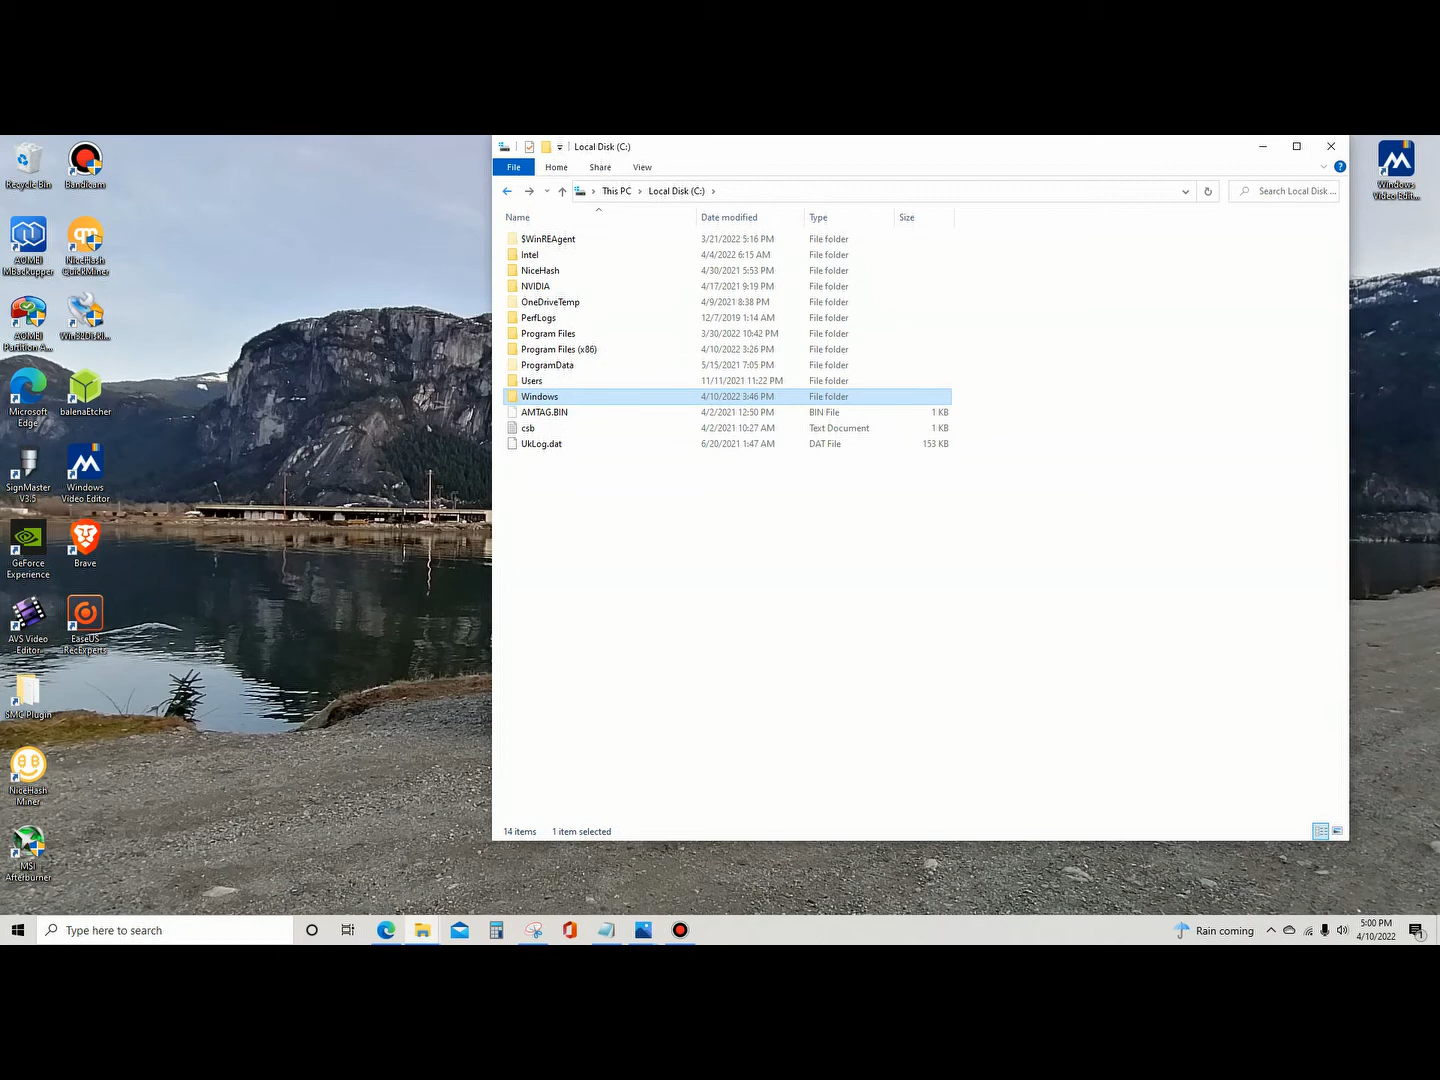 Recycle Bin
Bandicam
AOMEI
MBackupper
NiceHash
QuickMiner
AOMEI
Partition A...
Win32DiskI...
Microsoft
Edge
balenaEtcher
SignMaster
V3.5
Windows
Video Editor
GeForce
Experience
Brave
AVS Video
Editor
EaseUS
RecExperts
SMC Plugin
NiceHash
Miner
MSI
Afterburner
Local Disk (C:)
File Home Share View
This PC Local Disk (C:)
Search Local Disk ...
Name Date modified Type Size
$WinREAgent 3/21/2022 5:16 PM File folder
Intel 4/4/2022 6:15 AM File folder
NiceHash 4/30/2021 5:53 PM File folder
NVIDIA 4/17/2021 9:19 PM File folder
OneDriveTemp 4/9/2021 8:38 PM File folder
PerfLogs 12/7/2019 1:14 AM File folder
Program Files 3/30/2022 10:42 PM File folder
Program Files (x86) 4/10/2022 3:26 PM File folder
ProgramData 5/15/2021 7:05 PM File folder
Users 11/11/2021 11:22 PM File folder
Windows 4/10/2022 3:46 PM File folder
AMTAG.BIN 4/2/2021 12:50 PM BIN File 1 KB
csb 4/2/2021 10:27 AM Text Document 1 KB
UkLog.dat 6/20/2021 1:47 AM DAT File 153 KB
14 items 1 item selected
Windows
Video Edit...
Type here to search
Rain coming
5:00 PM
4/10/2022
1